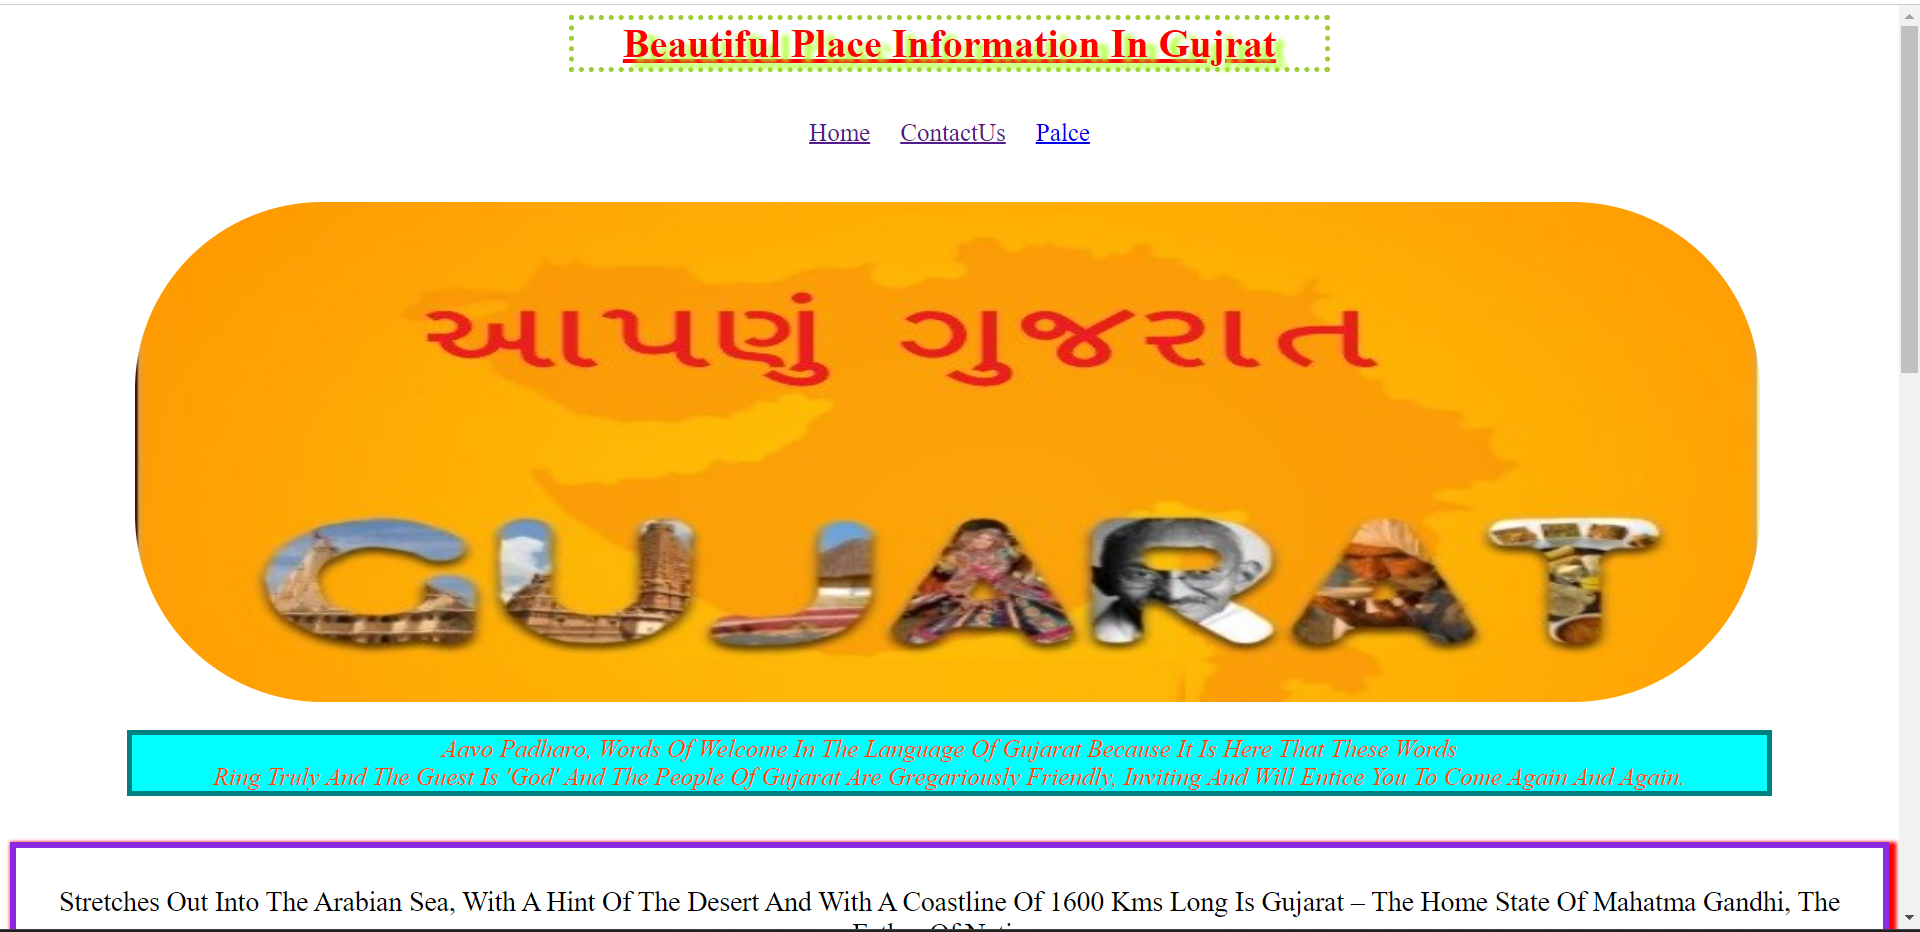 Beautiful Place Information In Gujrat
Home ContactUs Palce
આપણું ગુજરાત
GUJARAT
Aavo Padharo, Words Of Welcome In The Language Of Gujarat Because It Is Here That These Words
Ring Truly And The Guest Is 'God' And The People Of Gujarat Are Gregariously Friendly, Inviting And Will Entice You To Come Again And Again.
Stretches Out Into The Arabian Sea, With A Hint Of The Desert And With A Coastline Of 1600 Kms Long Is Gujarat – The Home State Of Mahatma Gandhi, The